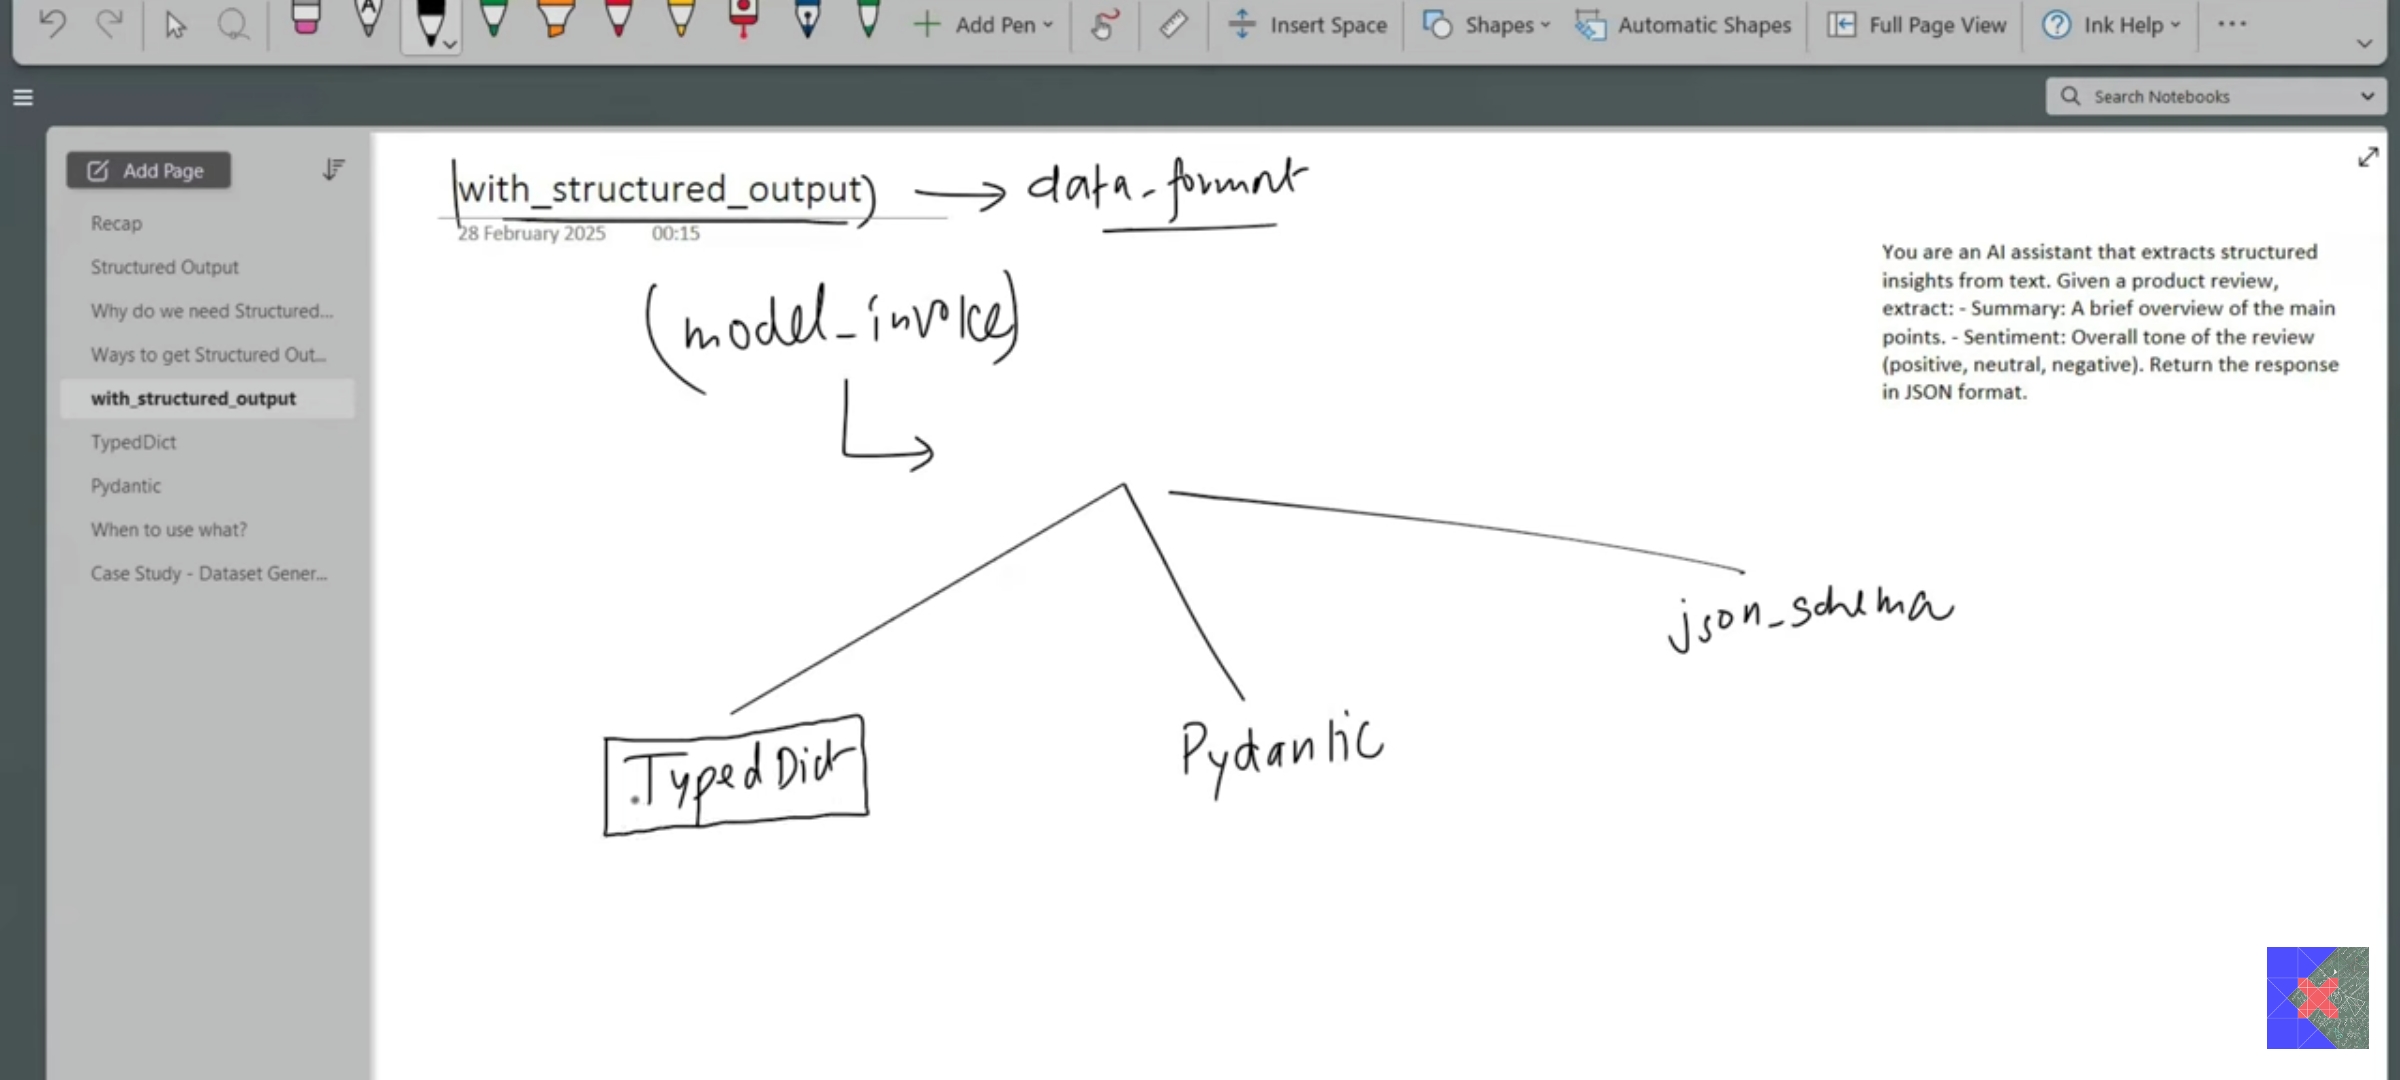 Add Pen
Insert Space
Shapes
Automatic Shapes
Full Page View
Ink Help
Search Notebooks
Add Page
Recap
Structured Output
Why do we need Structured...
Ways to get Structured Out...
with_structured_output
TypedDict
Pydantic
When to use what?
Case Study - Dataset Gener...
with_structured_output) → data-format
28 February 2025 00:15
(model_invoke)
You are an AI assistant that extracts structured
insights from text. Given a product review,
extract: - Summary: A brief overview of the main
points. - Sentiment: Overall tone of the review
(positive, neutral, negative). Return the response
in JSON format.
json_schema
TypedDict
Pydantic